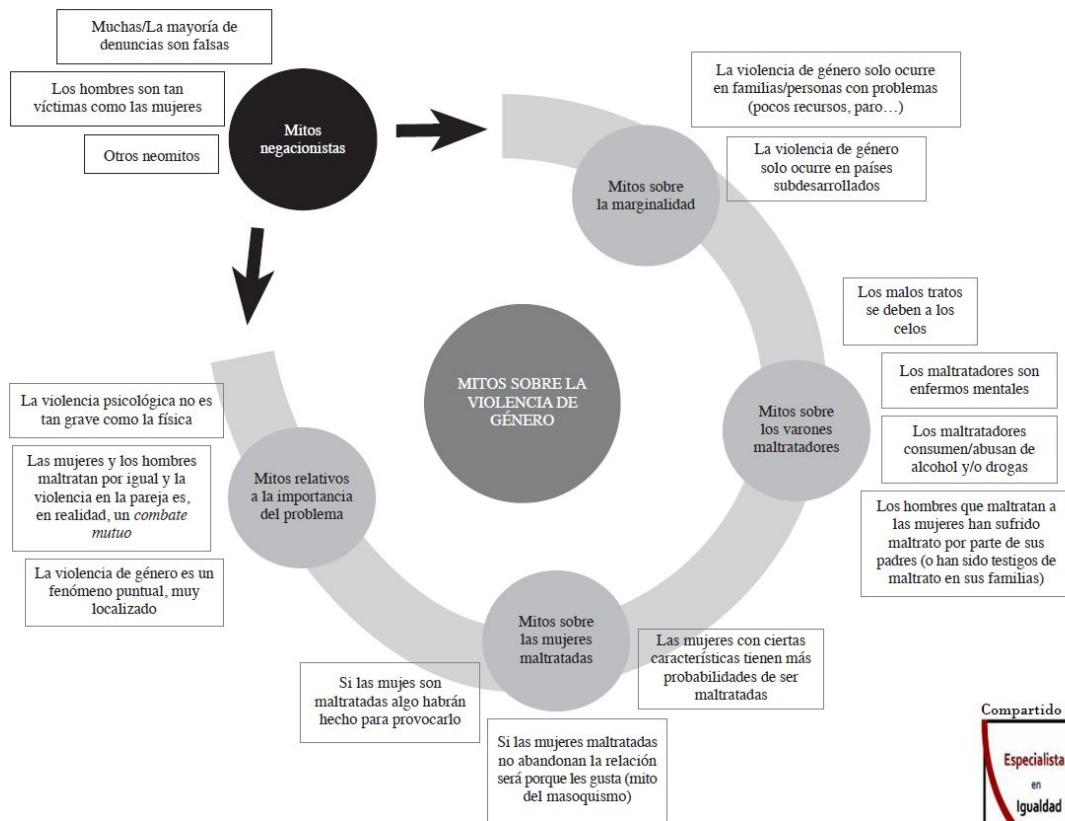 Muchas/La mayoría de
denuncias son falsas
Los hombres son tan
víctimas como las mujeres
Otros neomitos
Mitos
negacionistas
La violencia de género solo ocurre
en familias/personas con problemas
(pocos recursos, paro…)
La violencia de género
solo ocurre en países
subdesarrollados
Mitos sobre
la marginalidad
Los malos tratos
se deben a los
celos
Los maltratadores son
enfermos mentales
Los maltratadores
consumen/abusan de
alcohol y/o drogas
Los hombres que maltratan a
las mujeres han sufrido
maltrato por parte de sus
padres (o han sido testigos de
maltrato en sus familias)
Mitos sobre
los varones
maltratadores
MITOS SOBRE LA
VIOLENCIA DE
GÉNERO
La violencia psicológica no es
tan grave como la física
Las mujeres y los hombres
maltratan por igual y la
violencia en la pareja es,
en realidad, un combate
mutuo
La violencia de género es un
fenómeno puntual, muy
localizado
Mitos relativos
a la importancia
del problema
Mitos sobre
las mujeres
maltratadas
Las mujeres con ciertas
características tienen más
probabilidades de ser
maltratadas
Si las mujes son
maltratadas algo habrán
hecho para provocarlo
Si las mujeres maltratadas
no abandonan la relación
será porque les gusta (mito
del masoquismo)
Compartido
Especialista
en
Igualdad